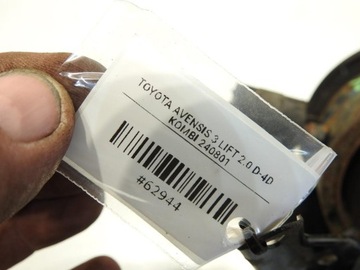 TOYOTA AVENSIS 3 LIFT 2.0 D-4D
KOMBI 240801
#62944